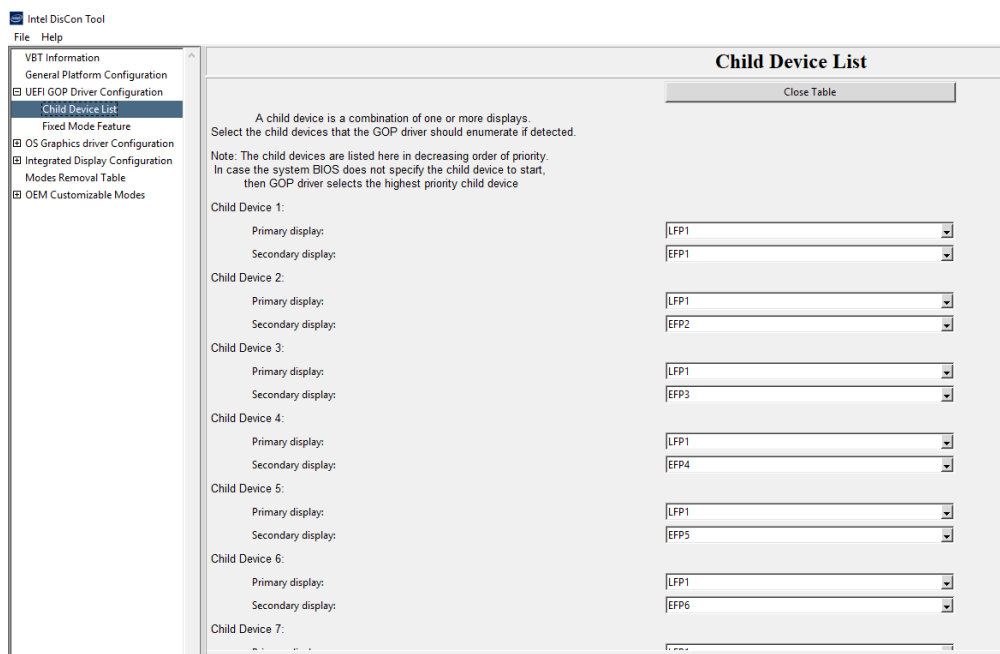 Intel DisCon Tool
File Help
VBT Information
General Platform Configuration
UEFI GOP Driver Configuration
Child Device List
Fixed Mode Feature
OS Graphics driver Configuration
Integrated Display Configuration
Modes Removal Table
OEM Customizable Modes
Child Device List
Close Table
A child device is a combination of one or more displays.
Select the child devices that the GOP driver should enumerate if detected.
Note: The child devices are listed here in decreasing order of priority.
In case the system BIOS does not specify the child device to start,
then GOP driver selects the highest priority child device
Child Device 1:
Primary display: LFP1
Secondary display: EFP1
Child Device 2:
Primary display: LFP1
Secondary display: EFP2
Child Device 3:
Primary display: LFP1
Secondary display: EFP3
Child Device 4:
Primary display: LFP1
Secondary display: EFP4
Child Device 5:
Primary display: LFP1
Secondary display: EFP5
Child Device 6:
Primary display: LFP1
Secondary display: EFP6
Child Device 7: